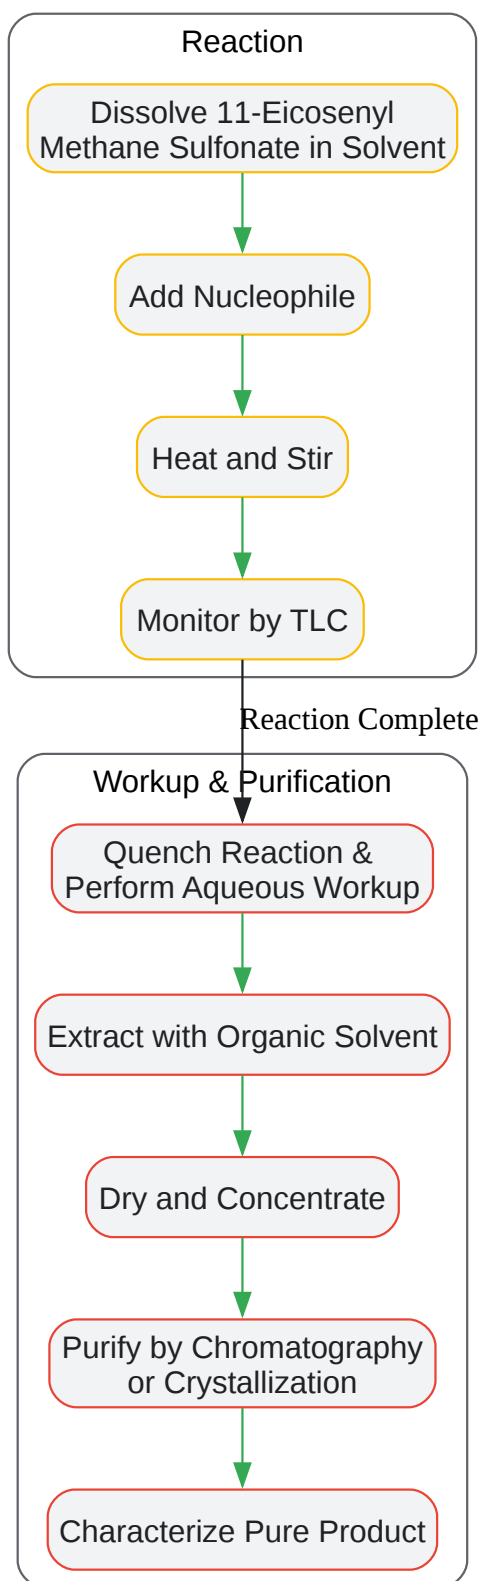 Reaction
Dissolve 11-Eicosenyl
Methane Sulfonate in Solvent
Add Nucleophile
Heat and Stir
Monitor by TLC
Reaction Complete
Workup & Purification
Quench Reaction &
Perform Aqueous Workup
Extract with Organic Solvent
Dry and Concentrate
Purify by Chromatography
or Crystallization
Characterize Pure Product